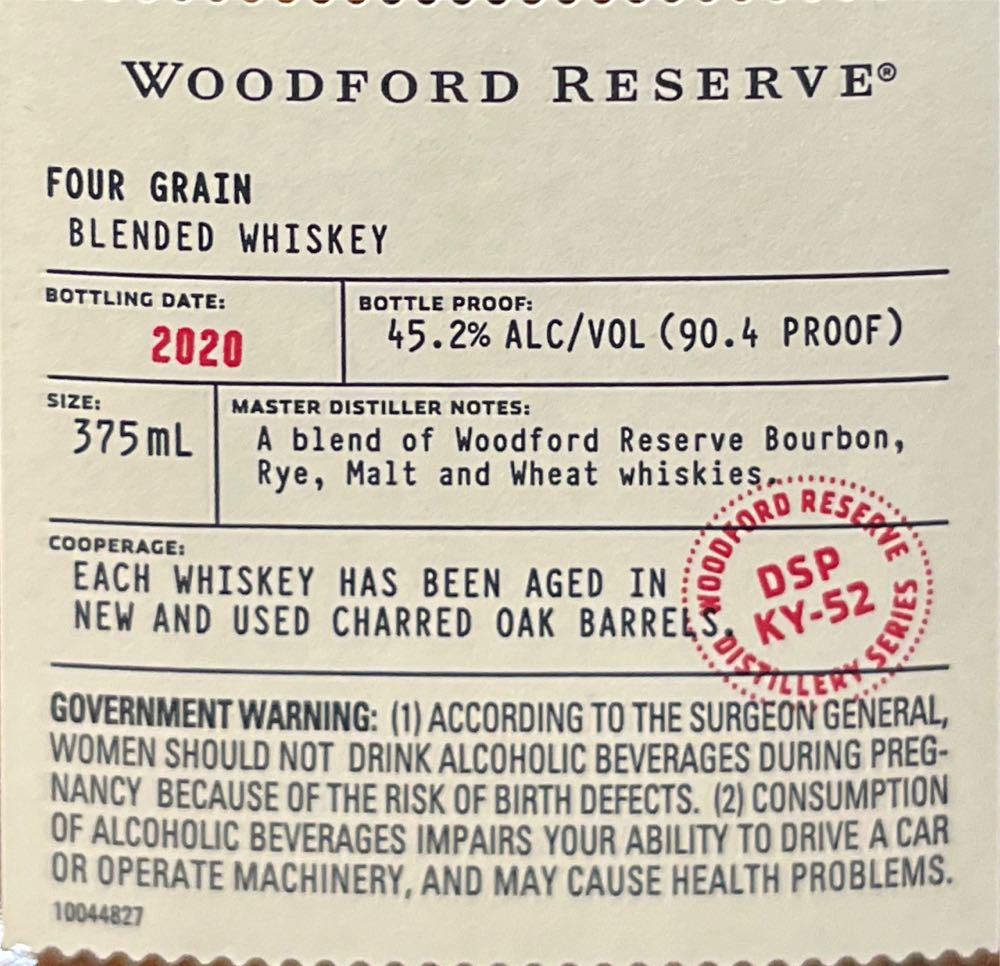 WOODFORD RESERVE®
FOUR GRAIN
BLENDED WHISKEY
BOTTLING DATE:
2020
BOTTLE PROOF:
45.2% ALC/VOL (90.4 PROOF)
SIZE:
375mL
MASTER DISTILLER NOTES:
A blend of Woodford Reserve Bourbon,
Rye, Malt and Wheat whiskies.
COOPERAGE:
EACH WHISKEY HAS BEEN AGED IN
NEW AND USED CHARRED OAK BARRELS.
WOODFORD RESERVE
DSP
KY-52
DISTILLERY SERIES
GOVERNMENT WARNING: (1) ACCORDING TO THE SURGEON GENERAL,
WOMEN SHOULD NOT DRINK ALCOHOLIC BEVERAGES DURING PREG-
NANCY BECAUSE OF THE RISK OF BIRTH DEFECTS. (2) CONSUMPTION
OF ALCOHOLIC BEVERAGES IMPAIRS YOUR ABILITY TO DRIVE A CAR
OR OPERATE MACHINERY, AND MAY CAUSE HEALTH PROBLEMS.
10044827